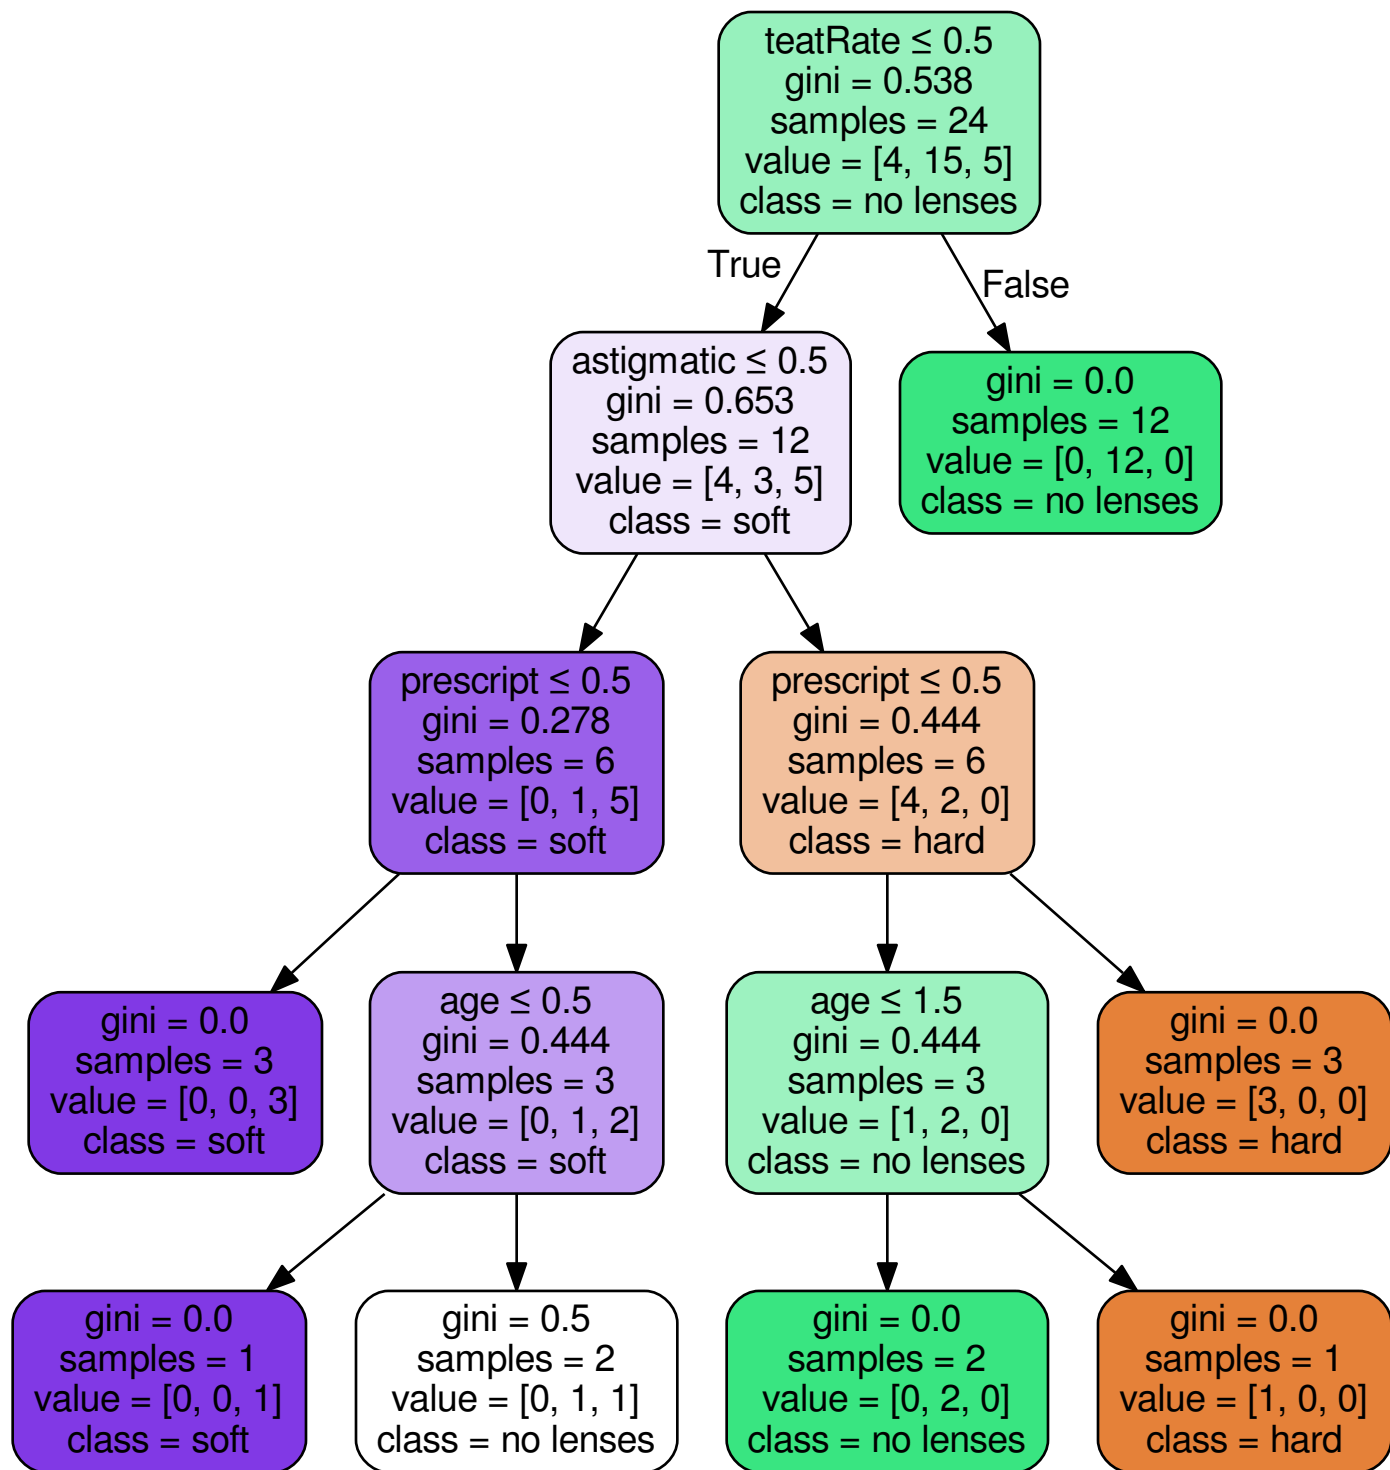 teatRate ≤ 0.5
gini = 0.538
samples = 24
value = [4, 15, 5]
class = no lenses
True
False
astigmatic ≤ 0.5
gini = 0.653
samples = 12
value = [4, 3, 5]
class = soft
gini = 0.0
samples = 12
value = [0, 12, 0]
class = no lenses
prescript ≤ 0.5
gini = 0.278
samples = 6
value = [0, 1, 5]
class = soft
prescript ≤ 0.5
gini = 0.444
samples = 6
value = [4, 2, 0]
class = hard
gini = 0.0
samples = 3
value = [0, 0, 3]
class = soft
age ≤ 0.5
gini = 0.444
samples = 3
value = [0, 1, 2]
class = soft
age ≤ 1.5
gini = 0.444
samples = 3
value = [1, 2, 0]
class = no lenses
gini = 0.0
samples = 3
value = [3, 0, 0]
class = hard
gini = 0.0
samples = 1
value = [0, 0, 1]
class = soft
gini = 0.5
samples = 2
value = [0, 1, 1]
class = no lenses
gini = 0.0
samples = 2
value = [0, 2, 0]
class = no lenses
gini = 0.0
samples = 1
value = [1, 0, 0]
class = hard